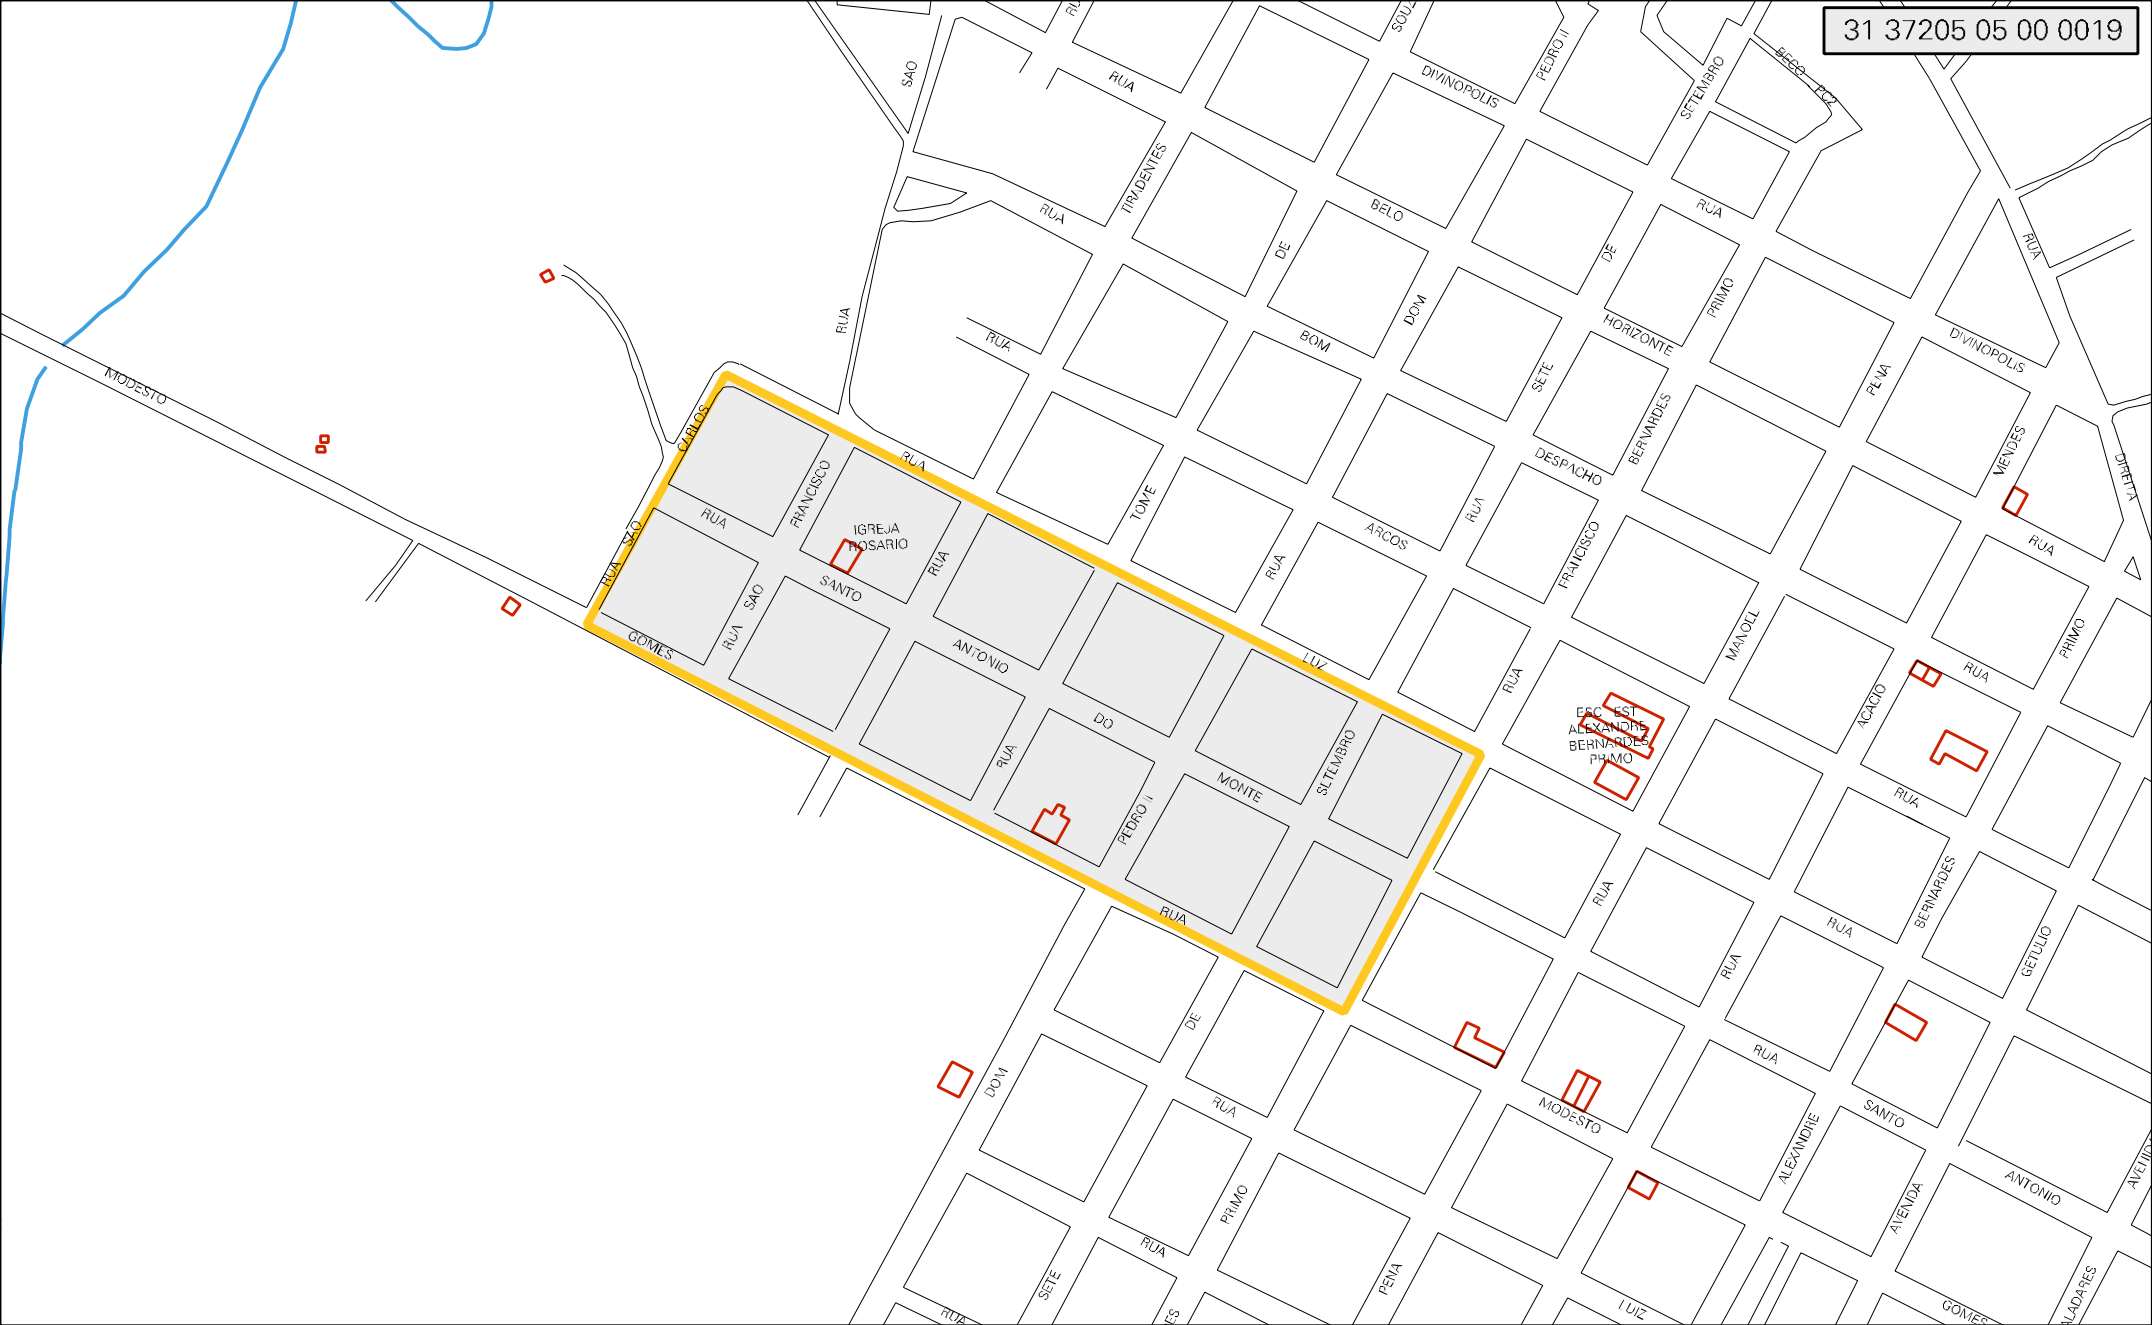 31 37205 05 00 0019
SAO
RUA
SOUZ
PEDRO II
BECO
PC2
DIVINOPOLIS
SETEMBRO
TIRADENTES
RUA
BELO
RUA
DE
DE
RUA
RUA
RUA
BOM
DOM
HORIZONTE
PRIMO
DIVINOPOLIS
MODESTO
SETE
PENA
CARLOS
BERNARDES
RUA
FRANCISCO
DESPACHO
MENDES
DIREITA
RUA
IGREJA
ROSARIO
TOME
ARCOS
RUA
SAO
RUA
RUA
SANTO
RUA
FRANCISCO
RUA
RUA
SAO
GOMES
RUA
ANTONIO
LUZ
RUA
MANOEL
PRIMO
RUA
ESC EST
ALEXANDRE
BERNARDES
PRIMO
ACACIO
DO
RUA
SETEMBRO
MONTE
PEDRO II
RUA
RUA
RUA
BERNARDES
RUA
RUA
GETULIO
DE
DOM
RUA
MODESTO
RUA
SANTO
ALEXANDRE
ANTONIO
PRIMO
AVENIDA
RUA
SETE
PENA
RUA
LUIZ
GOMES